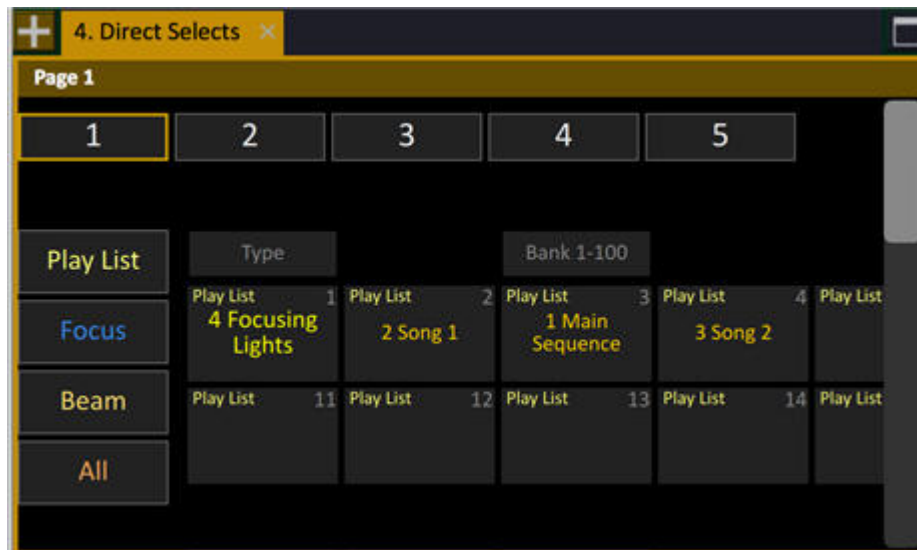 4. Direct Selects ×
Page 1
1 2 3 4 5
Play List
Focus
Beam
All
Type Bank 1-100
Play List 1 Play List 2 Play List 3 Play List 4 Play List
4 Focusing
Lights
2 Song 1
1 Main
Sequence
3 Song 2
Play List 11 Play List 12 Play List 13 Play List 14 Play List